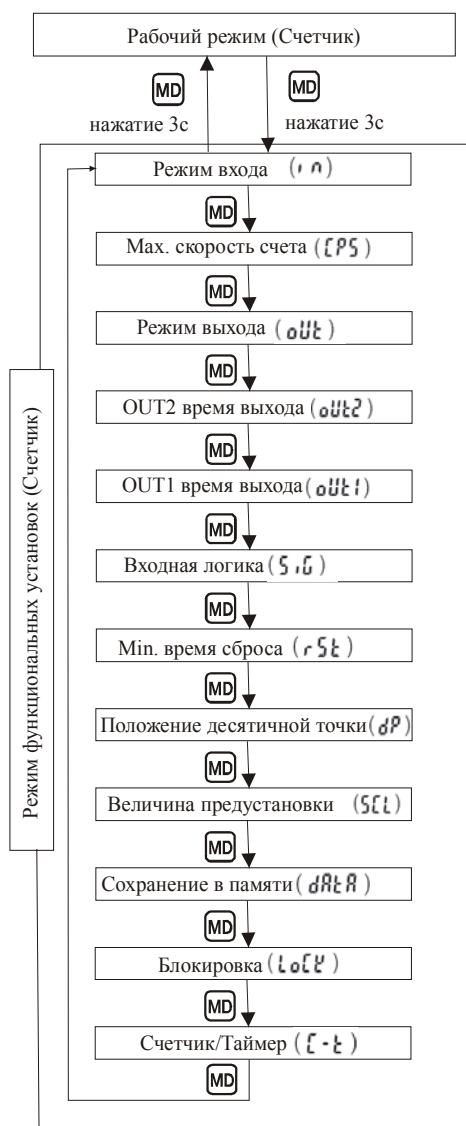 Рабочий режим (Счетчик)
MD MD
нажатие 3с нажатие 3с
Режим входа (in)
MD
Max. скорость счета (CPS)
MD
Режим выхода (oUt)
MD
OUT2 время выхода (oUt2)
MD
OUT1 время выхода (oUt1)
MD
Входная логика (SiG)
MD
Min. время сброса (rSt)
MD
Положение десятичной точки (dP)
MD
Величина предустановки (SCL)
MD
Сохранение в памяти (dAtA)
MD
Блокировка (LoCK)
MD
Счетчик/Таймер (C-t)
MD
Режим функциональных установок (Счетчик)